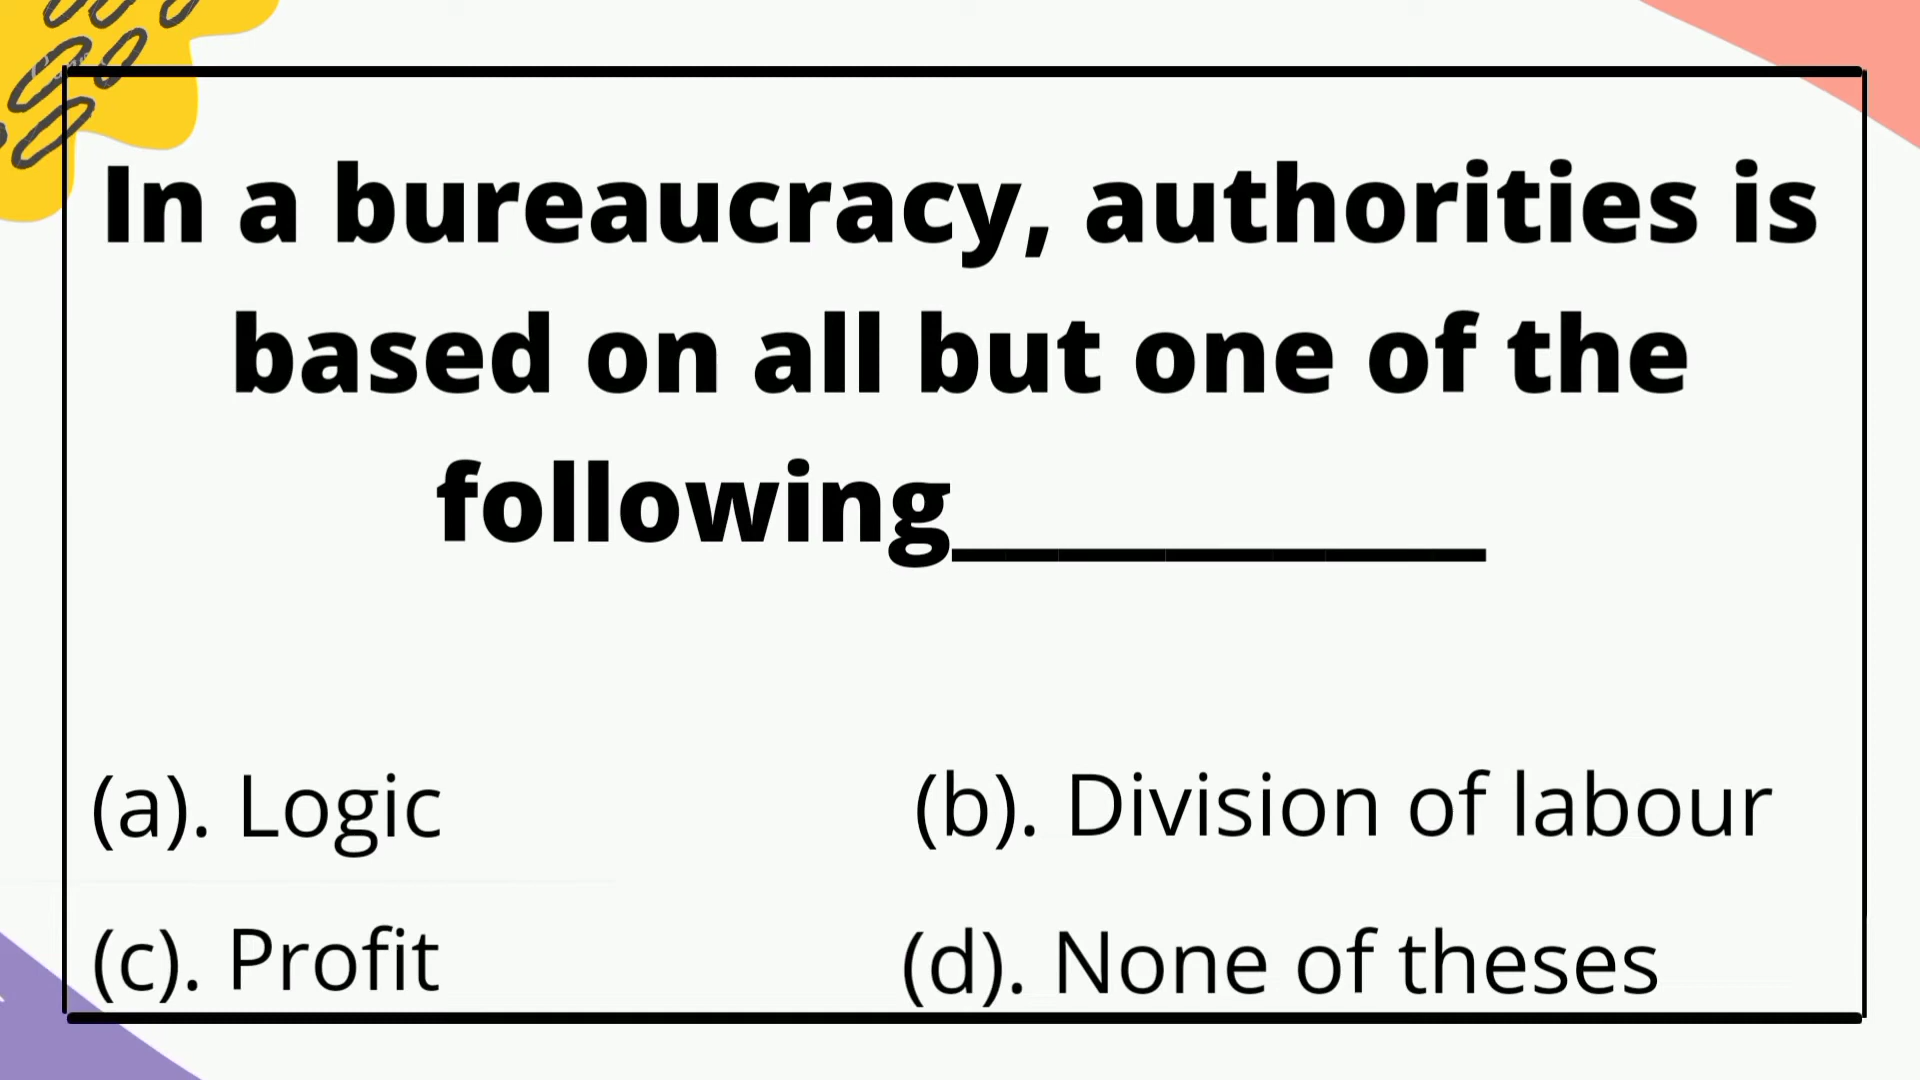 In a bureaucracy, authorities is
based on all but one of the
following__________
(a). Logic
(b). Division of labour
(c). Profit
(d). None of theses